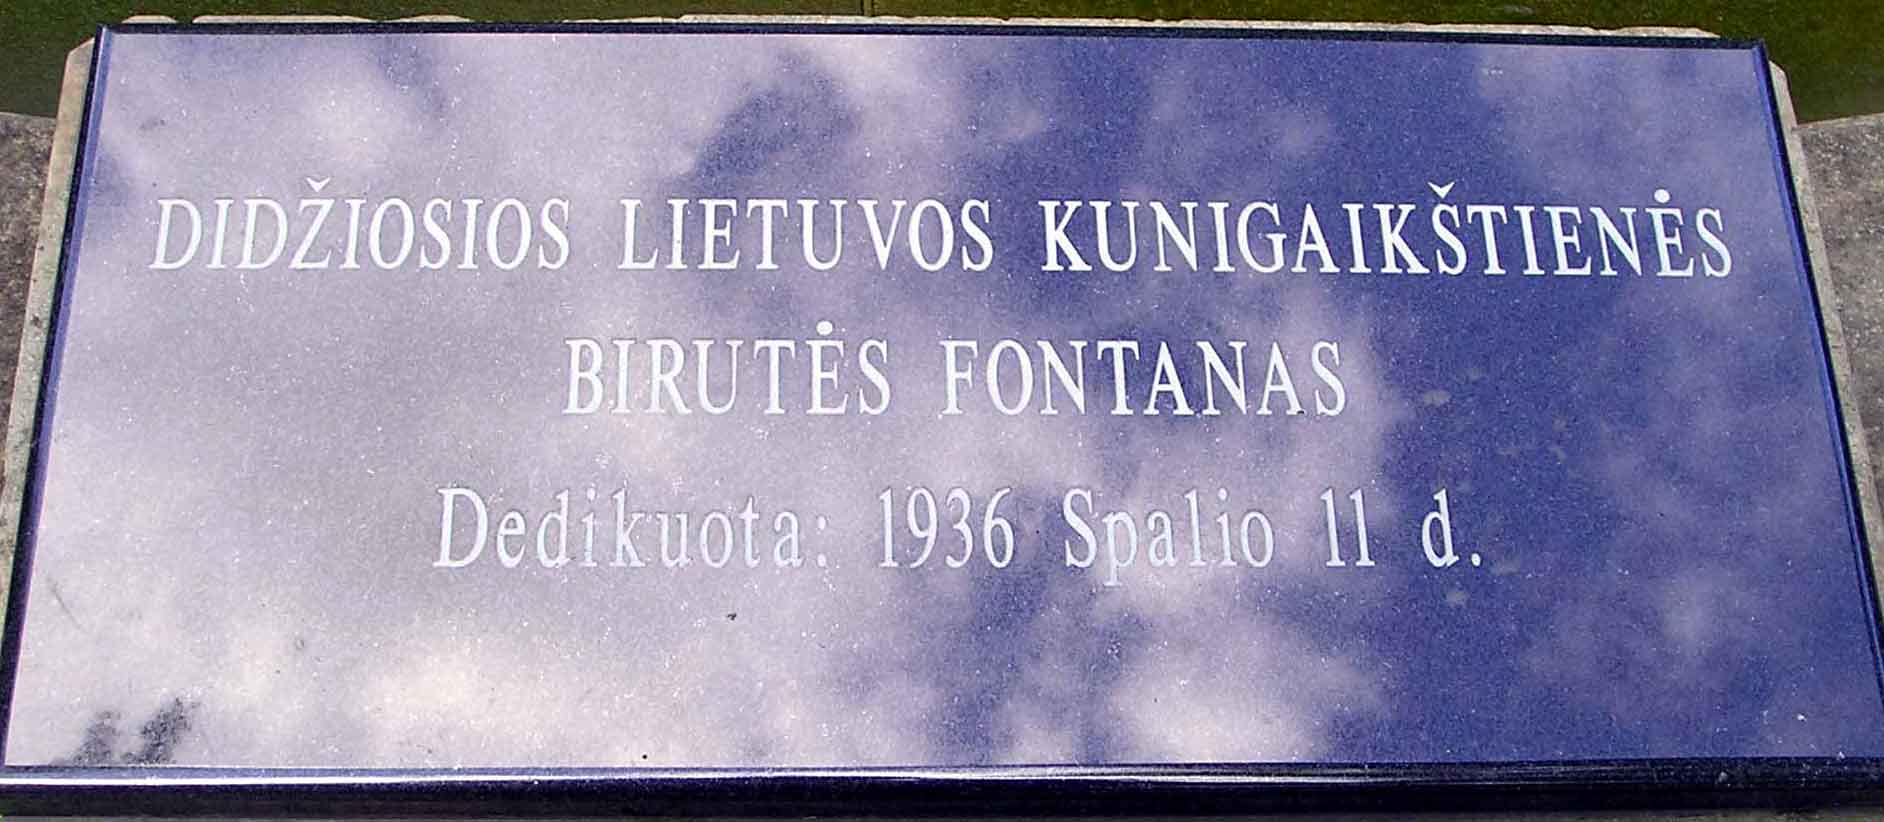 DIDŽIOSIOS LIETUVOS KUNIGAIKŠTIENĖS
BIRUTĖS FONTANAS
Dedikuota: 1936 Spalio 11 d.